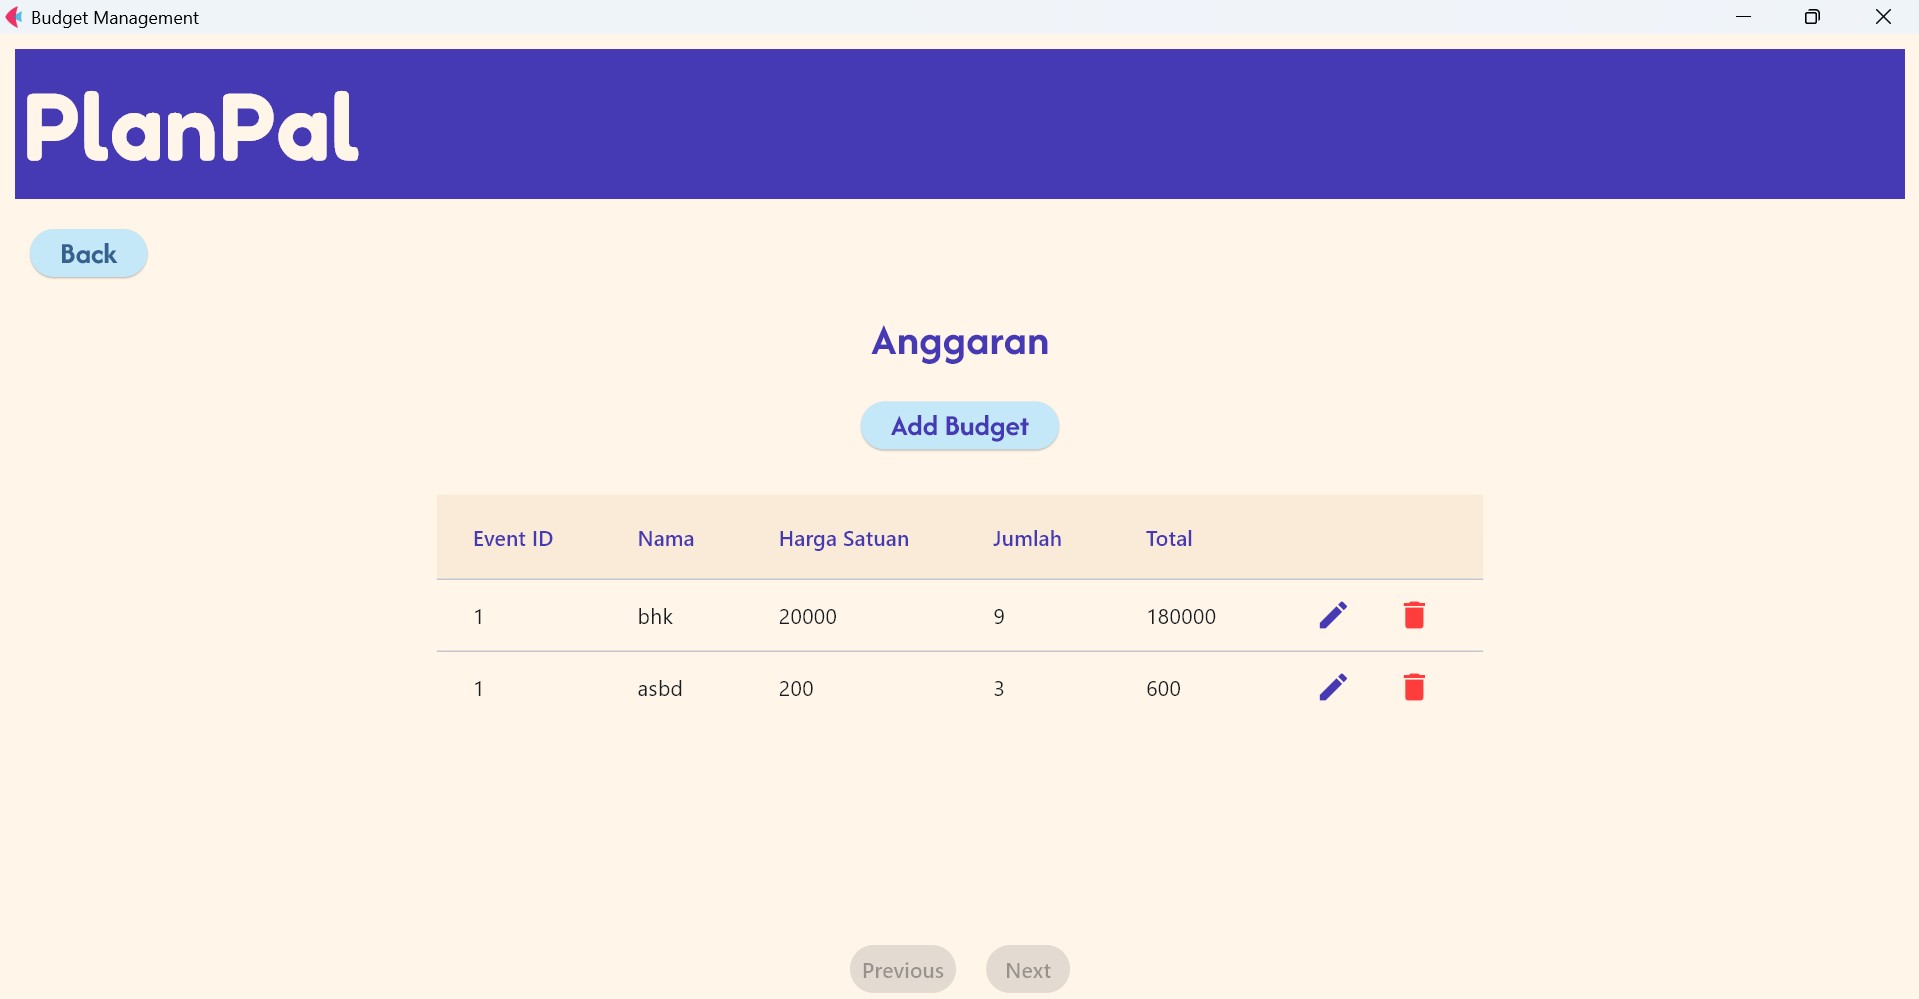 Budget Management
PlanPal
Back
Anggaran
Add Budget
Event ID Nama Harga Satuan Jumlah Total
1 bhk 20000 9 180000
1 asbd 200 3 600
Previous Next